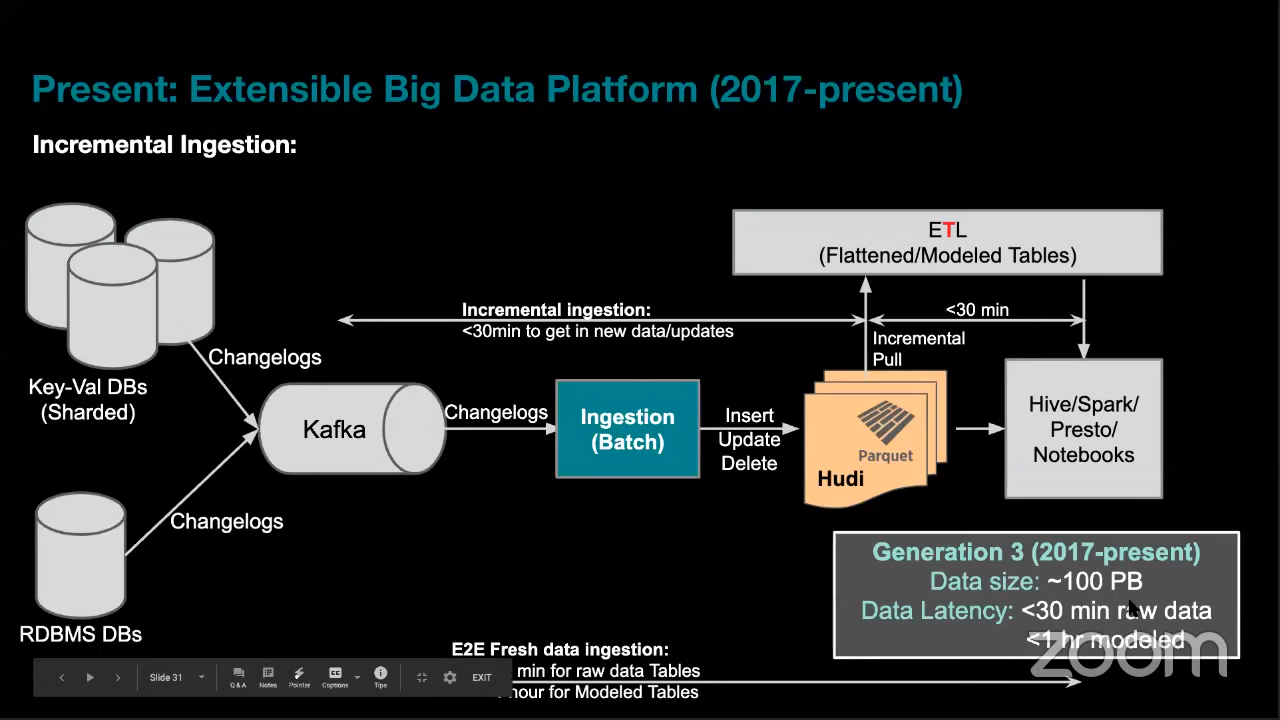 Present: Extensible Big Data Platform (2017-present)
Incremental Ingestion:
ETL
(Flattened/Modeled Tables)
Incremental ingestion:
<30min to get in new data/updates
<30 min
Incremental
Pull
Changelogs
Key-Val DBs
(Sharded)
Kafka
Changelogs
Ingestion
(Batch)
Insert
Update
Delete
Parquet
Hudi
Hive/Spark/
Presto/
Notebooks
Changelogs
RDBMS DBs
Generation 3 (2017-present)
Data size: ~100 PB
Data Latency: <30 min raw data
<1 hr modeled
zoom
E2E Fresh data ingestion:
min for raw data Tables
hour for Modeled Tables
Slide 31
Q & A
Notes
Pointer
Captions
Tips
EXIT